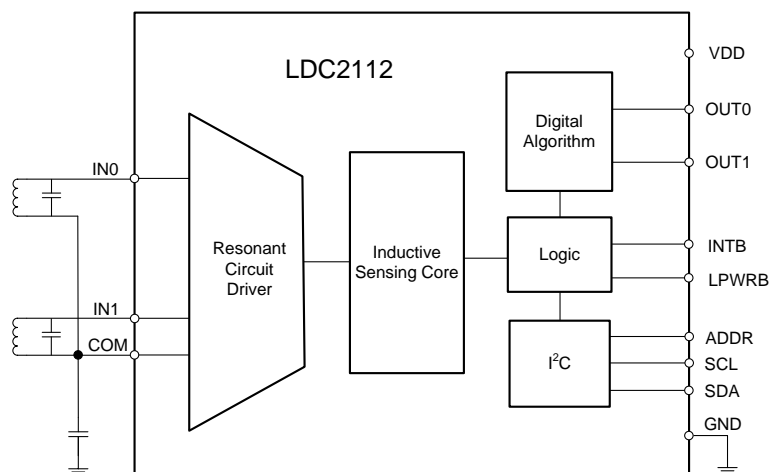 LDC2112
VDD
Digital
Algorithm
OUT0
OUT1
IN0
Resonant
Circuit
Driver
Inductive
Sensing Core
Logic
INTB
LPWRB
IN1
COM
I²C
ADDR
SCL
SDA
GND